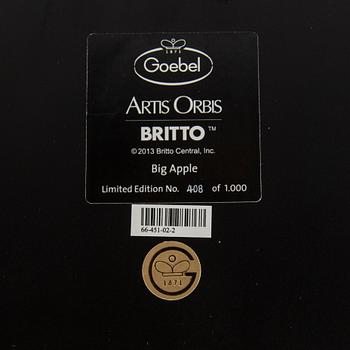 1871
Goebel
ARTIS ORBIS
BRITTO™
©2013 Britto Central, Inc.
Big Apple
Limited Edition No. 408 of 1.000
66-451-02-2
G
1871